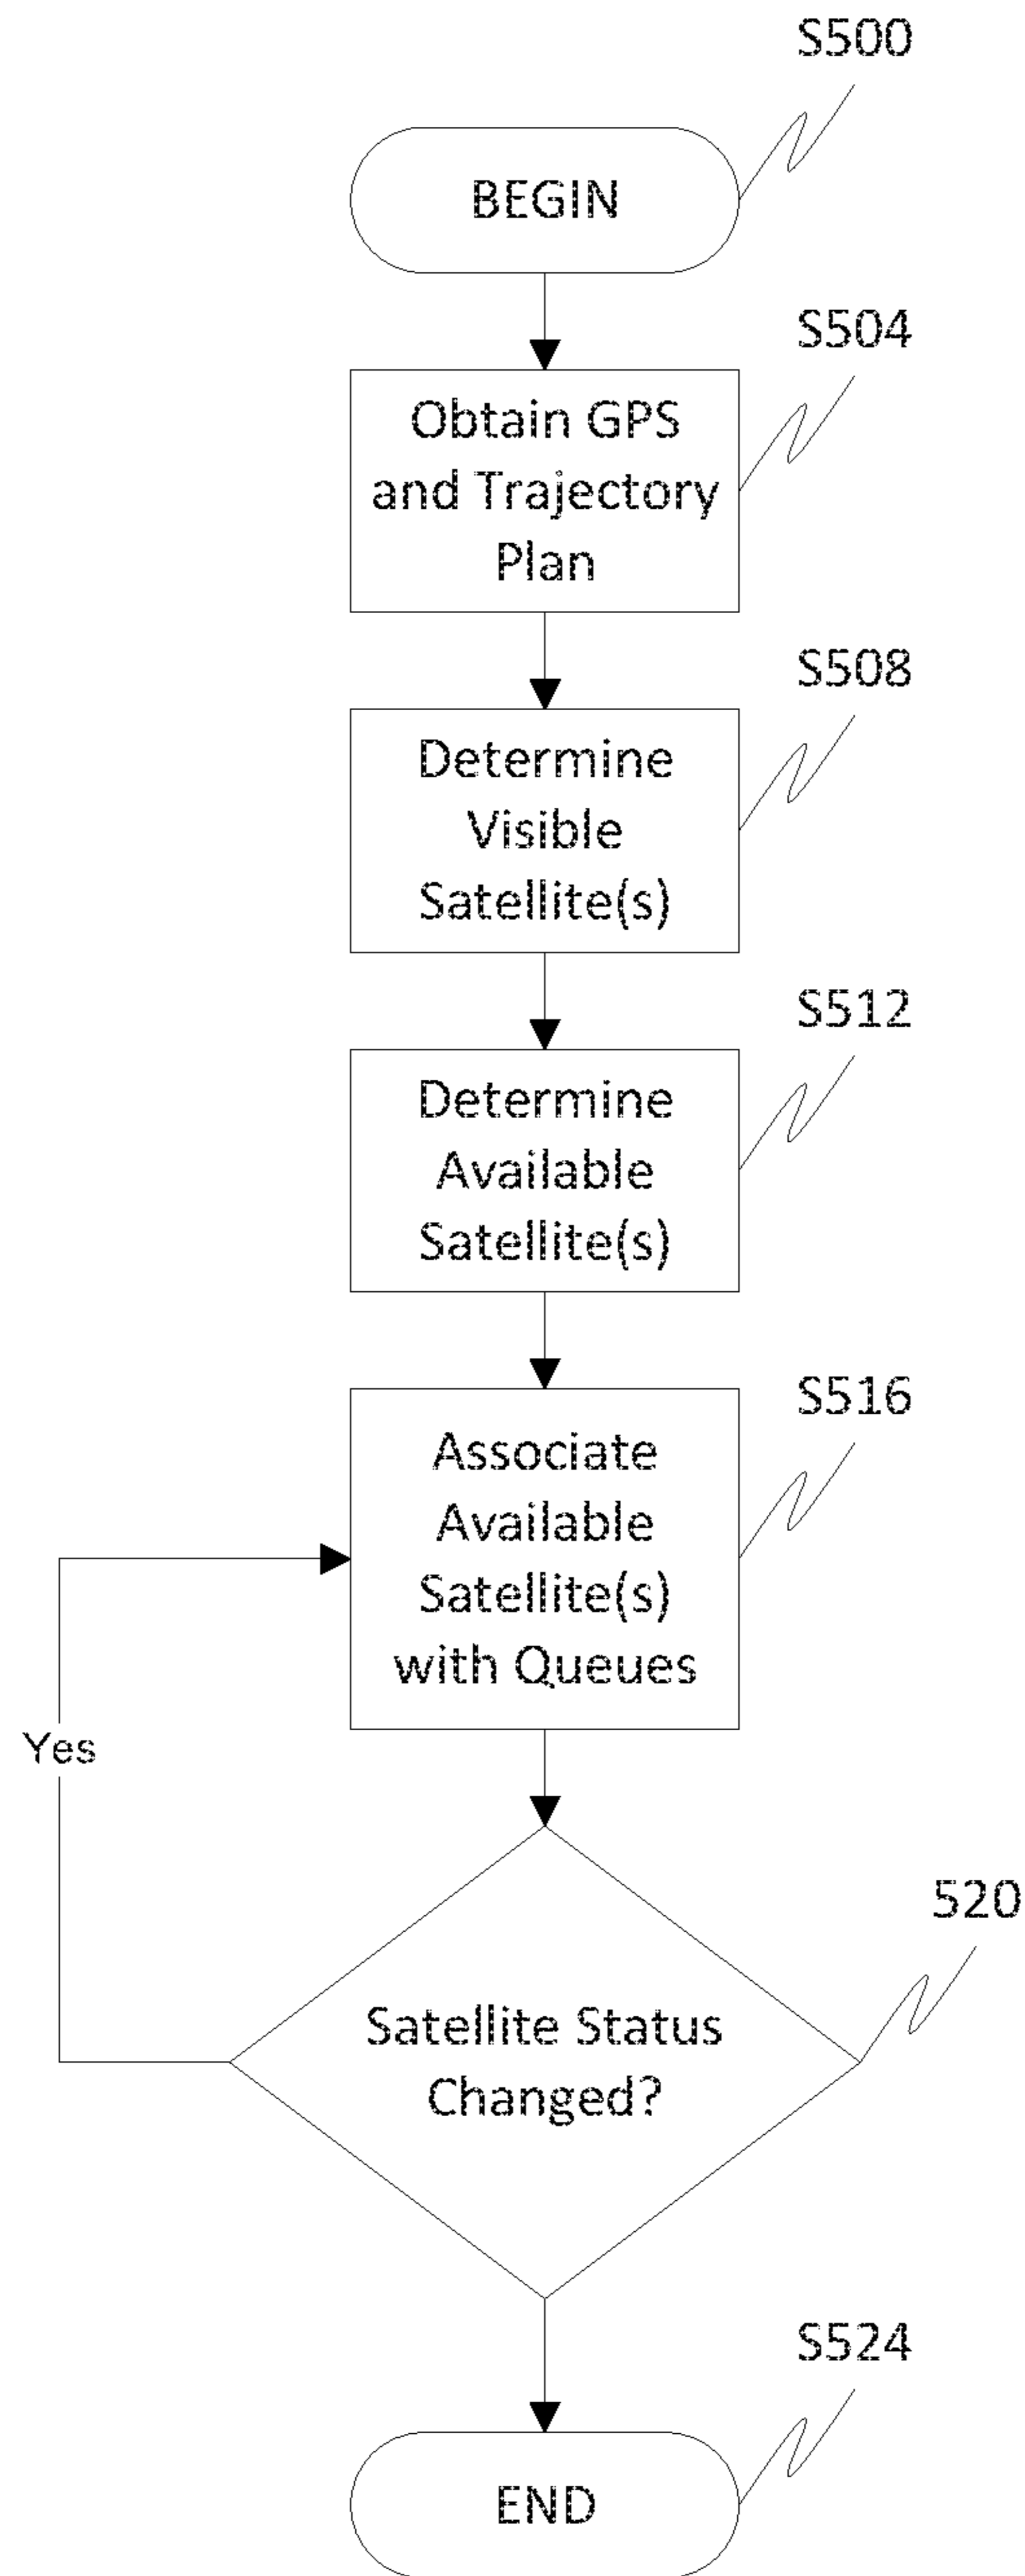 S500
BEGIN
S504
Obtain GPS
and Trajectory
Plan
S508
Determine
Visible
Satellite(s)
S512
Determine
Available
Satellite(s)
S516
Associate
Available
Satellite(s)
with Queues
Yes
520
Satellite Status
Changed?
S524
END